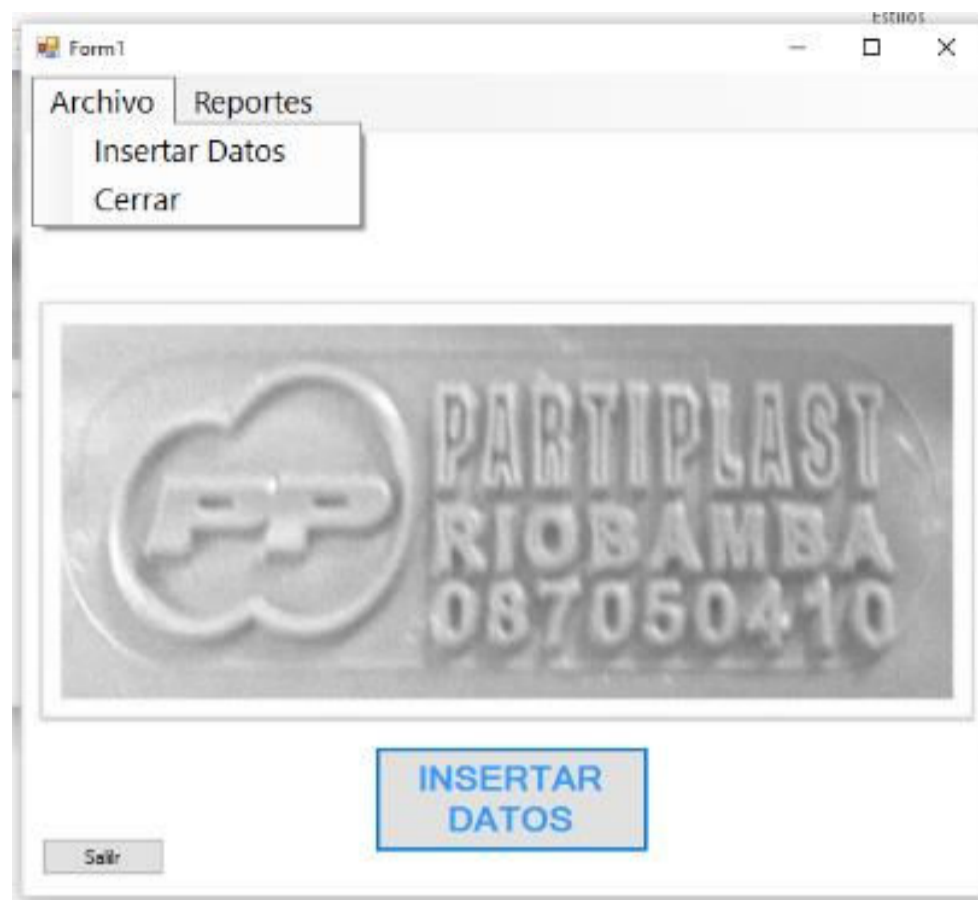 Estilos
Form1
Archivo Reportes
Insertar Datos
Cerrar
PP
PARTIPLAST
RIOBAMBA
087050410
INSERTAR
DATOS
Salir